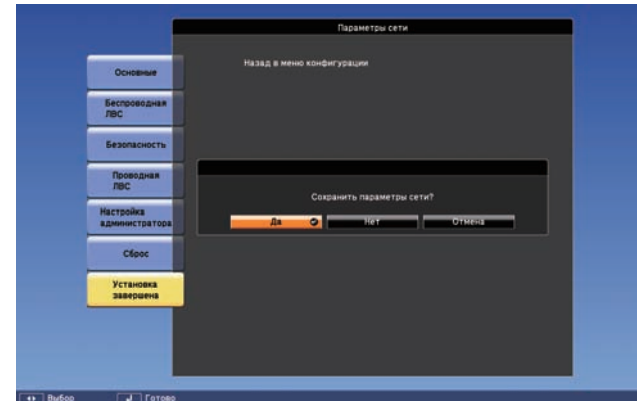 Параметры сети
Назад в меню конфигурации
Основные
Беспроводная
ЛВС
Безопасность
Проводная
ЛВС
Настройка
администратора
Сброс
Установка
завершена
Сохранить параметры сети?
Да Нет Отмена
Выбор Готово